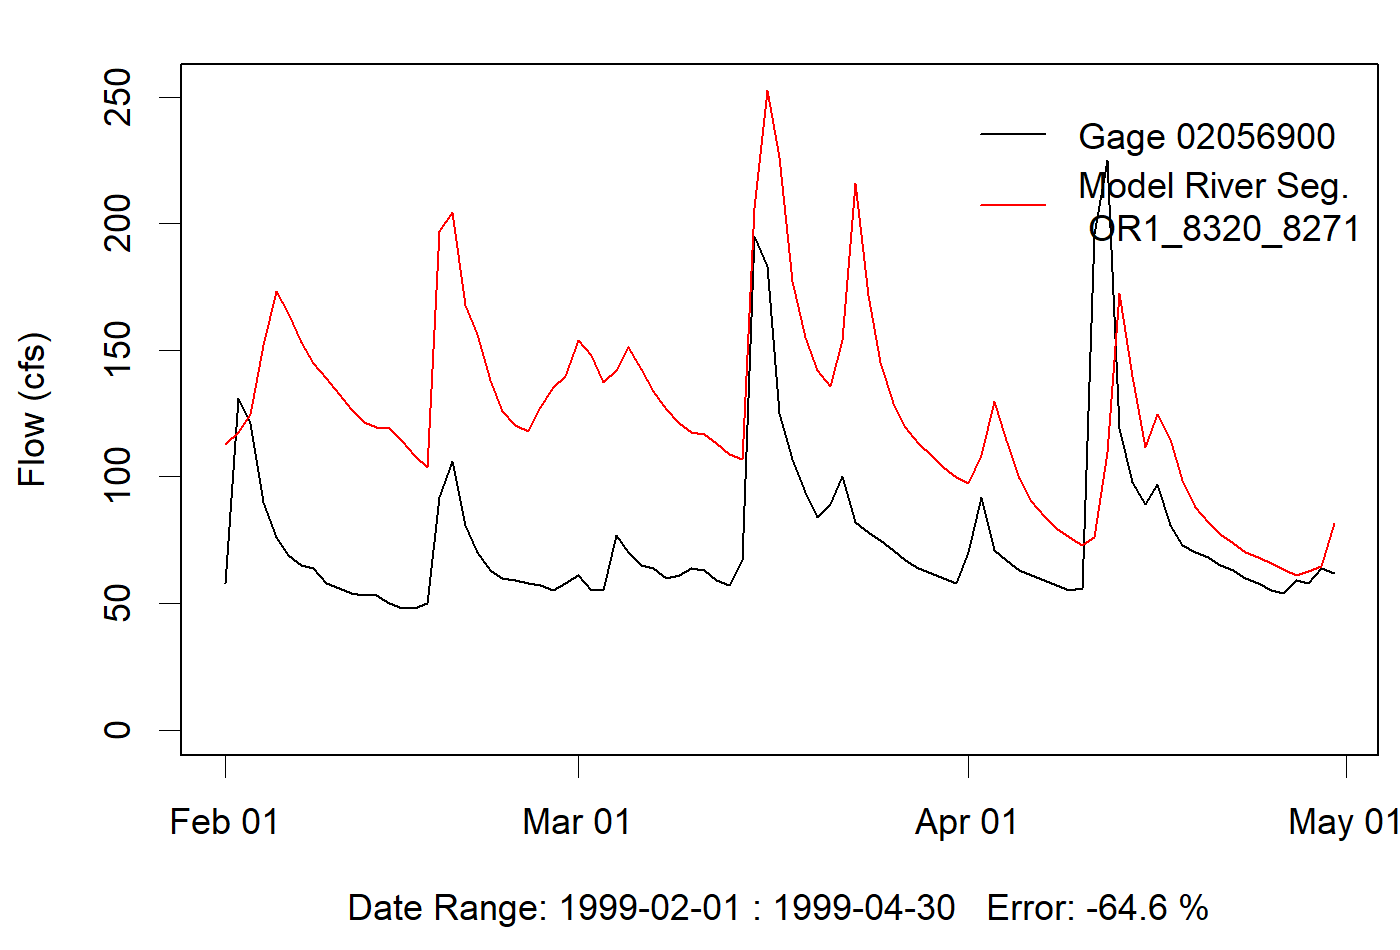 250
200
150
100
50
0
Flow (cfs)
Gage 02056900
Model River Seg.
OR1_8320_8271
Feb 01
Mar 01
Apr 01
May 01
Date Range: 1999-02-01 : 1999-04-30   Error: -64.6 %